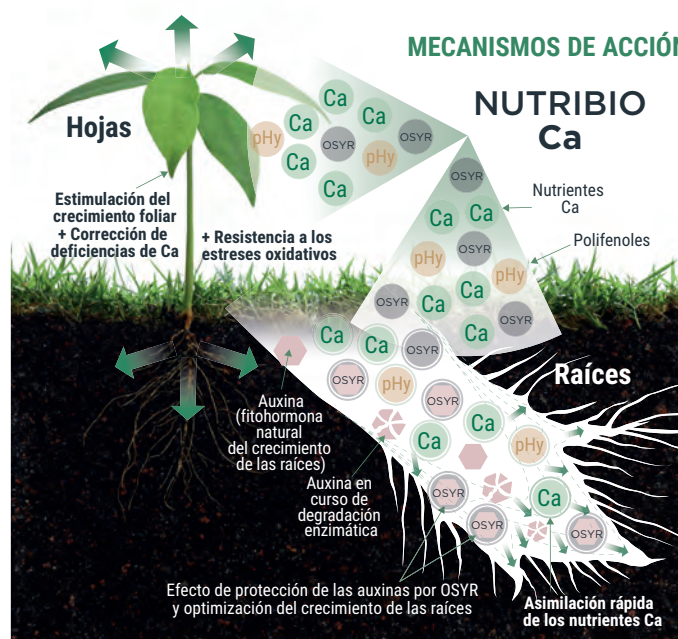 MECANISMOS DE ACCIÓN
NUTRIBIO
Ca
Hojas
Ca
Ca
Ca
pHy
OSYR
OSYR
Ca
pHy
Ca
OSYR
Nutrientes
Ca
Ca
Ca
Estimulación del
crecimiento foliar
+ Corrección de
deficiencias de Ca
+ Resistencia a los
estreses oxidativos
Polifenoles
OSYR
pHy
pHy
Ca
OSYR
Ca
OSYR
Ca
Ca
Ca
OSYR
Raíces
OSYR
pHy
OSYR
Auxina
(fitohormona
natural
del crecimiento
de las raíces)
Ca
Ca
pHy
Auxina en
curso de
degradación
enzimática
OSYR
Ca
OSYR
OSYR
Efecto de protección de las auxinas por OSYR
y optimización del crecimiento de las raíces
Asimilación rápida
de los nutrientes Ca